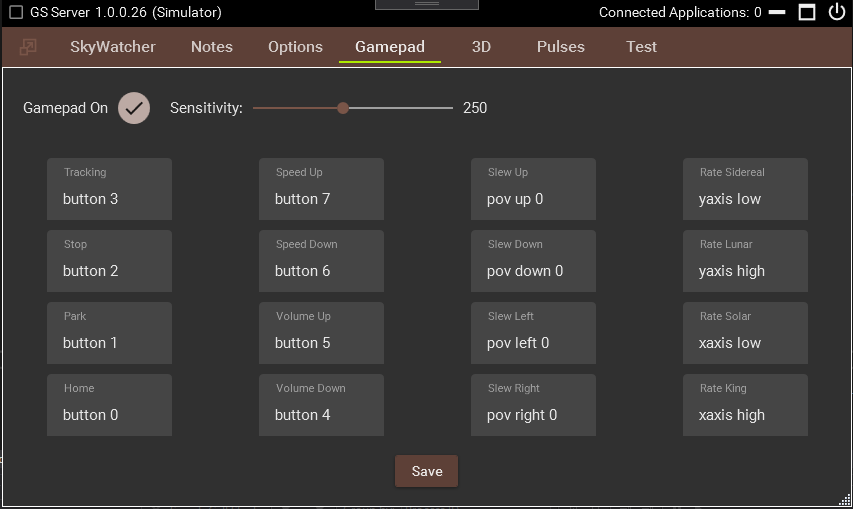 GS Server 1.0.0.26 (Simulator) Connected Applications: 0
SkyWatcher Notes Options Gamepad 3D Pulses Test
Gamepad On Sensitivity: 250
Tracking Speed Up Slew Up Rate Sidereal
button 3 button 7 pov up 0 yaxis low
Stop Speed Down Slew Down Rate Lunar
button 2 button 6 pov down 0 yaxis high
Park Volume Up Slew Left Rate Solar
button 1 button 5 pov left 0 xaxis low
Home Volume Down Slew Right Rate King
button 0 button 4 pov right 0 xaxis high
Save